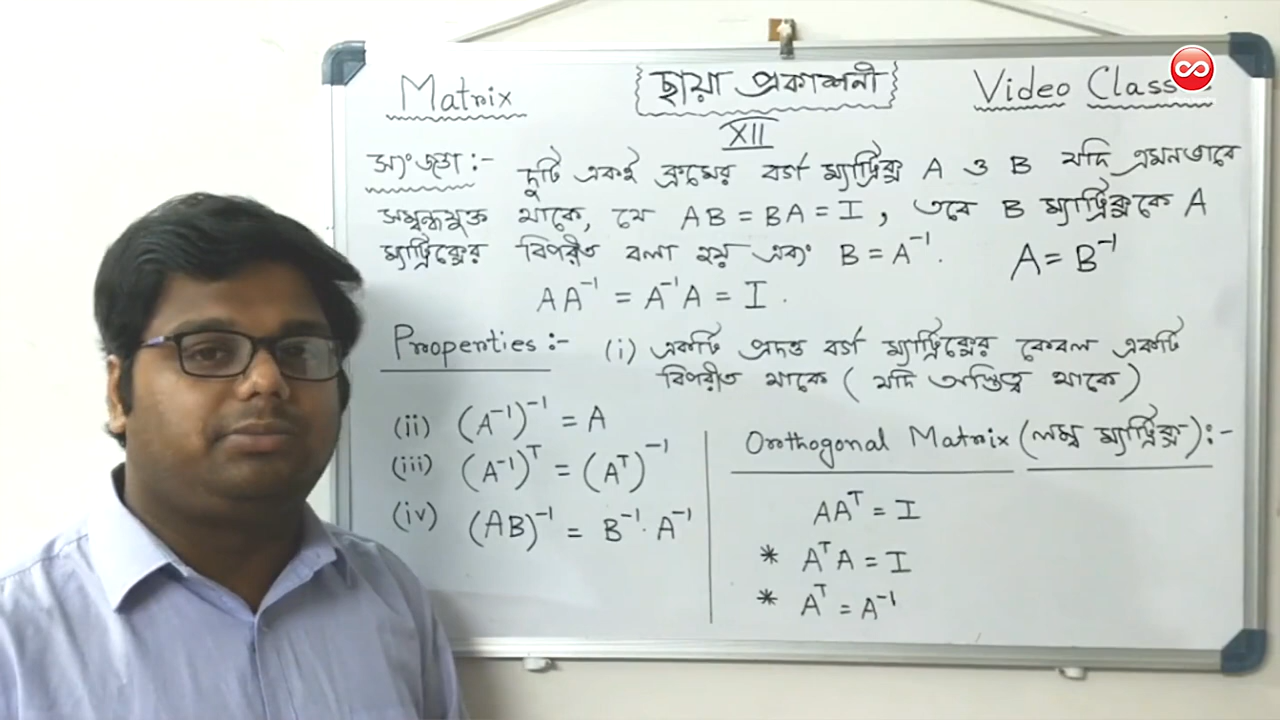 Matrix
ছায়া প্রকাশনী
Video Class
XII
সংজ্ঞা :- দুটি একই ক্রমের বর্গ ম্যাট্রিক্স A ও B যদি এমনভাবে
সম্বন্ধযুক্ত থাকে, যে AB = BA = I , তবে B ম্যাট্রিক্সকে A
ম্যাট্রিক্সের বিপরীত বলা হয় এবং B = A⁻¹. A = B⁻¹
AA⁻¹ = A⁻¹A = I .
Properties :- (i) একটি প্রদত্ত বর্গ ম্যাট্রিক্সের কেবল একটি
বিপরীত থাকে ( যদি অস্তিত্ব থাকে )
(ii) (A⁻¹)⁻¹ = A
(iii) (A⁻¹)ᵀ = (Aᵀ)⁻¹
(iv) (AB)⁻¹ = B⁻¹. A⁻¹
Orthogonal Matrix (লম্ব ম্যাট্রিক্স) :-
AAᵀ = I
* AᵀA = I
* Aᵀ = A⁻¹